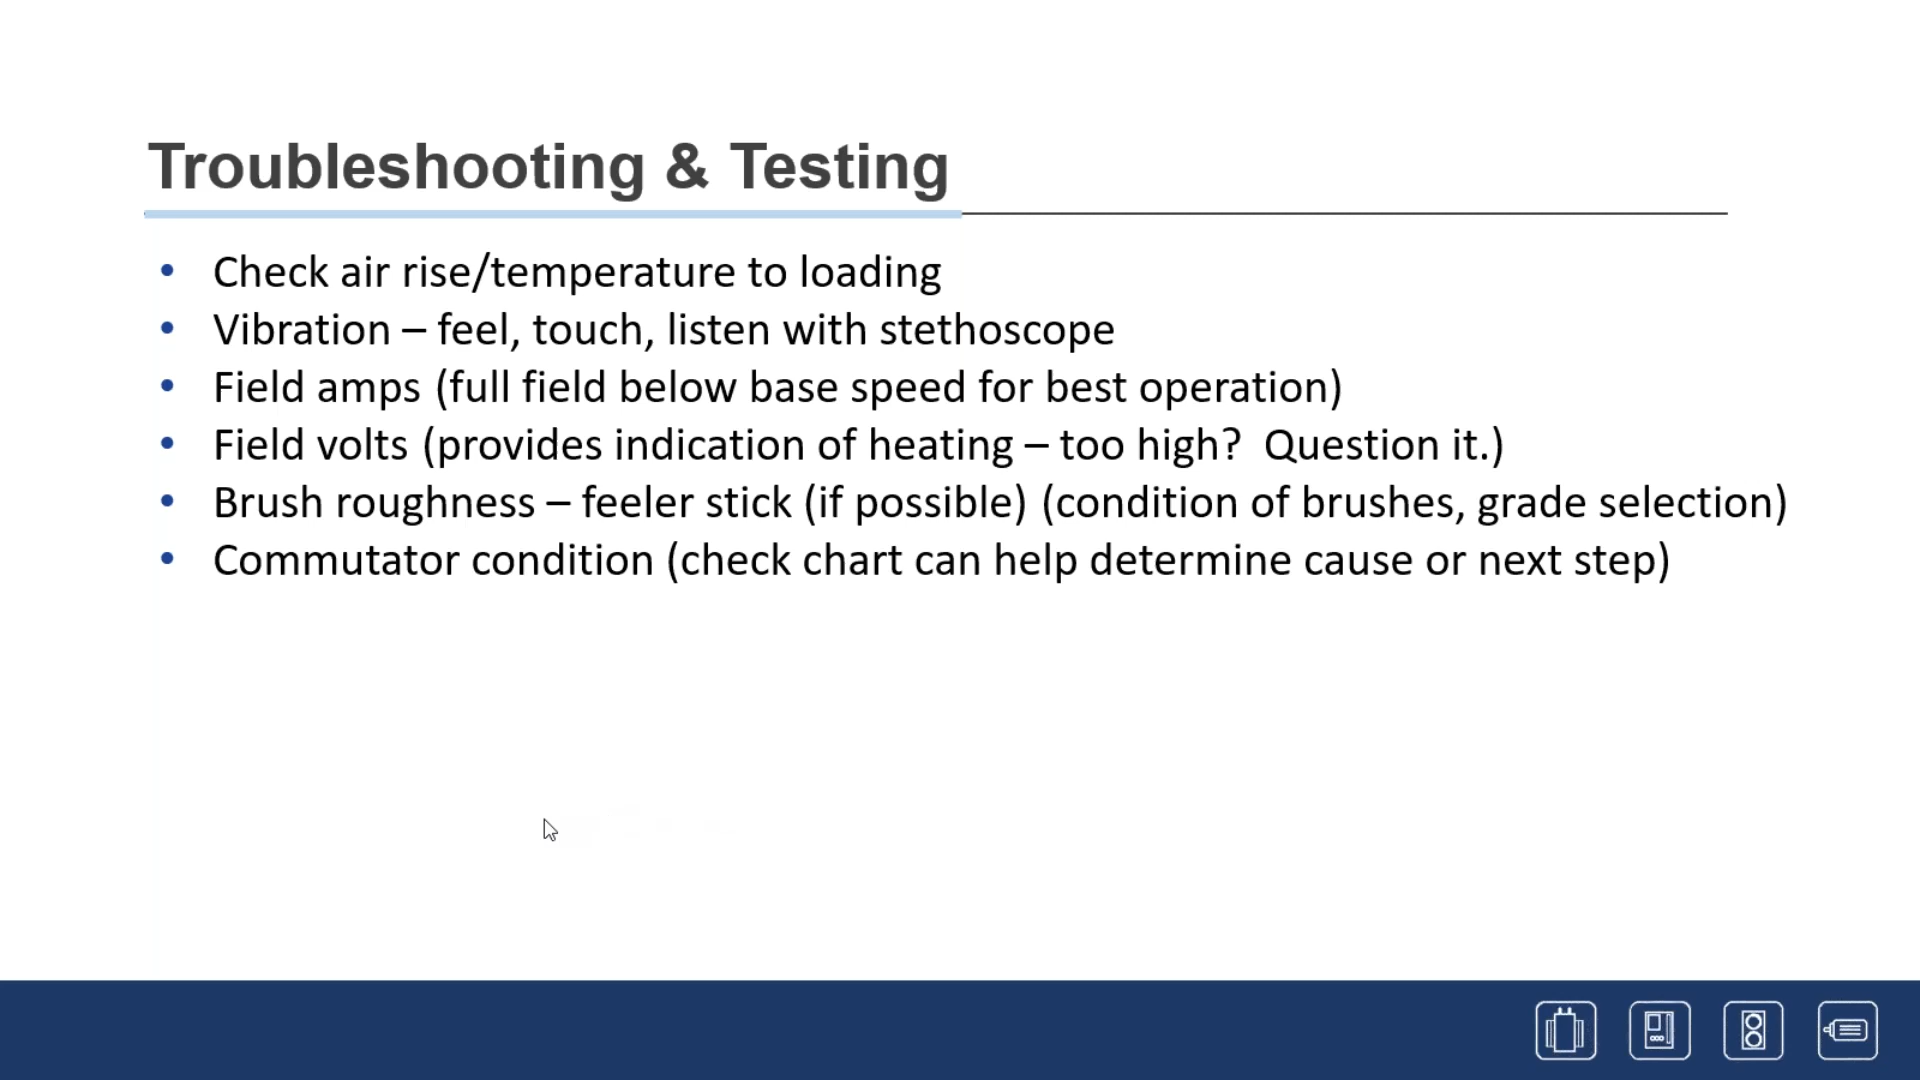 Troubleshooting & Testing
• Check air rise/temperature to loading
• Vibration – feel, touch, listen with stethoscope
• Field amps (full field below base speed for best operation)
• Field volts (provides indication of heating – too high?  Question it.)
• Brush roughness – feeler stick (if possible) (condition of brushes, grade selection)
• Commutator condition (check chart can help determine cause or next step)